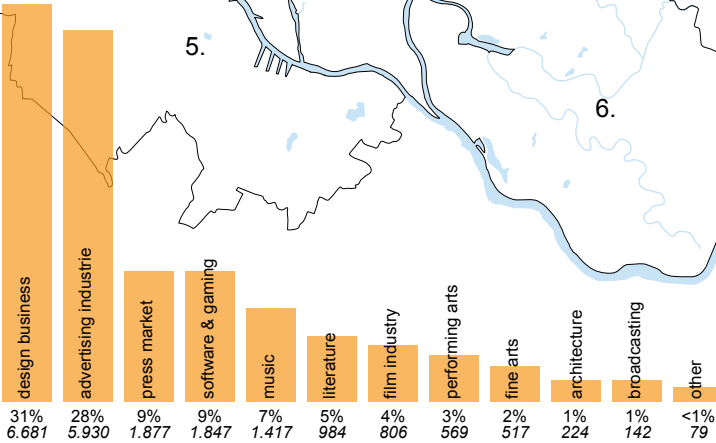 5.
6.
design business
advertising industrie
press market
software & gaming
music
literature
film industry
performing arts
fine arts
architecture
broadcasting
other
31% 28% 9% 9% 7% 5% 4% 3% 2% 1% 1% <1%
6.681 5.930 1.877 1.847 1.417 984 806 569 517 224 142 79